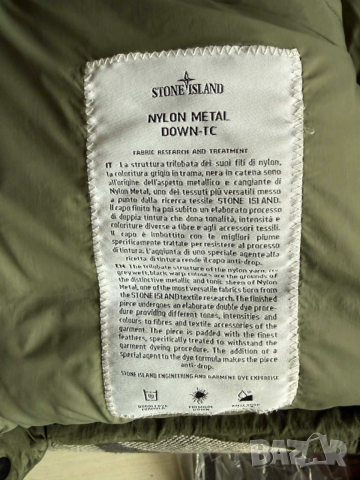 STONE ISLAND
NYLON METAL
DOWN-TC
FABRIC RESEARCH AND TREATMENT
IT - La struttura trilobata dei suoi fili di nylon,
la coloritura grigio in trama, nera in catena sono
all'origine dell'aspetto metallico e cangiante di
Nylon Metal, uno dei tessuti più versatili messo
a punto dalla ricerca tessile STONE ISLAND.
Il capo finito ha poi subito un elaborato processo
di doppia tintura che dona tonalità, intensità e
coloriture diverse a fibre e agli accessori tessili.
Il capo è imbottito con le migliori piume
specificamente trattate per resistere al processo
di tintura. L'aggiunta di uno speciale agente alla
ricetta di tintura rende il capo anti-drop.
EN - The trilobate structure of the nylon yarn, its
grey weft, black warp colours are the grounds of
the distinctive metallic and tonic sheen of Nylon
Metal, one of the most versatile fabrics born from
the STONE ISLAND textile research. The finished
piece undergoes an elaborate double dye proce-
dure providing different tones, intensities, and
colours to fibres and textile accessories of the
garment. The piece is padded with the finest
feathers, specifically treated to withstand the
garment dyeing procedure. The addition of a
special agent to the dye formula makes the piece
anti-drop.
STONE ISLAND ENGINEERING AND GARMENT DYE EXPERTISE
PREMIUM
DOWN
BAZAR